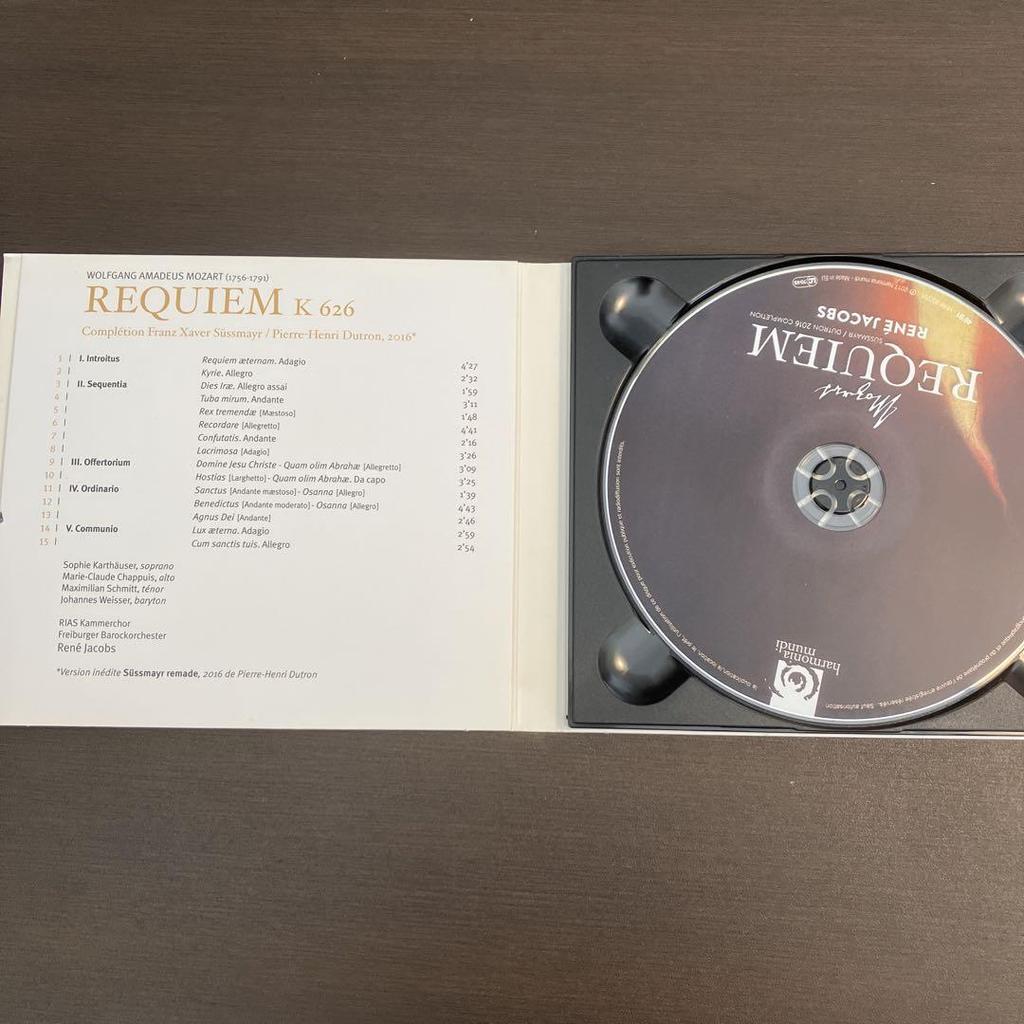 WOLFGANG AMADEUS MOZART (1756-1791)
REQUIEM K 626
Complétion Franz Xaver Süssmayr / Pierre-Henri Dutron, 2016*
1 | I. Introitus Requiem æternam. Adagio 4'27
2 | Kyrie. Allegro 2'32
3 | II. Sequentia Dies Iræ. Allegro assai 1'59
4 | Tuba mirum. Andante 3'11
5 | Rex tremendæ [Mæstoso] 1'48
6 | Recordare [Allegretto] 4'41
7 | Confutatis. Andante 2'16
8 | Lacrimosa [Adagio] 3'26
9 | III. Offertorium Domine Jesu Christe - Quam olim Abrahæ [Allegretto] 3'09
10 | Hostias [Larghetto] - Quam olim Abrahæ. Da capo 3'25
11 | IV. Ordinario Sanctus [Andante mæstoso] - Osanna [Allegro] 1'39
12 | Benedictus [Andante moderato] - Osanna [Allegro] 4'43
13 | Agnus Dei [Andante] 2'46
14 | V. Communio Lux æterna. Adagio 2'59
15 | Cum sanctis tuis. Allegro 2'54
Sophie Karthäuser, soprano
Marie-Claude Chappuis, alto
Maximilian Schmitt, ténor
Johannes Weisser, baryton
RIAS Kammerchor
Freiburger Barockorchester
René Jacobs
*Version inédite Süssmayr remade, 2016 de Pierre-Henri Dutron
Mozart
REQUIEM
SÜSSMAYR / DUTRON 2016 COMPLETION
RENÉ JACOBS
harmonia
mundi
harmonia mundi - Made in EU